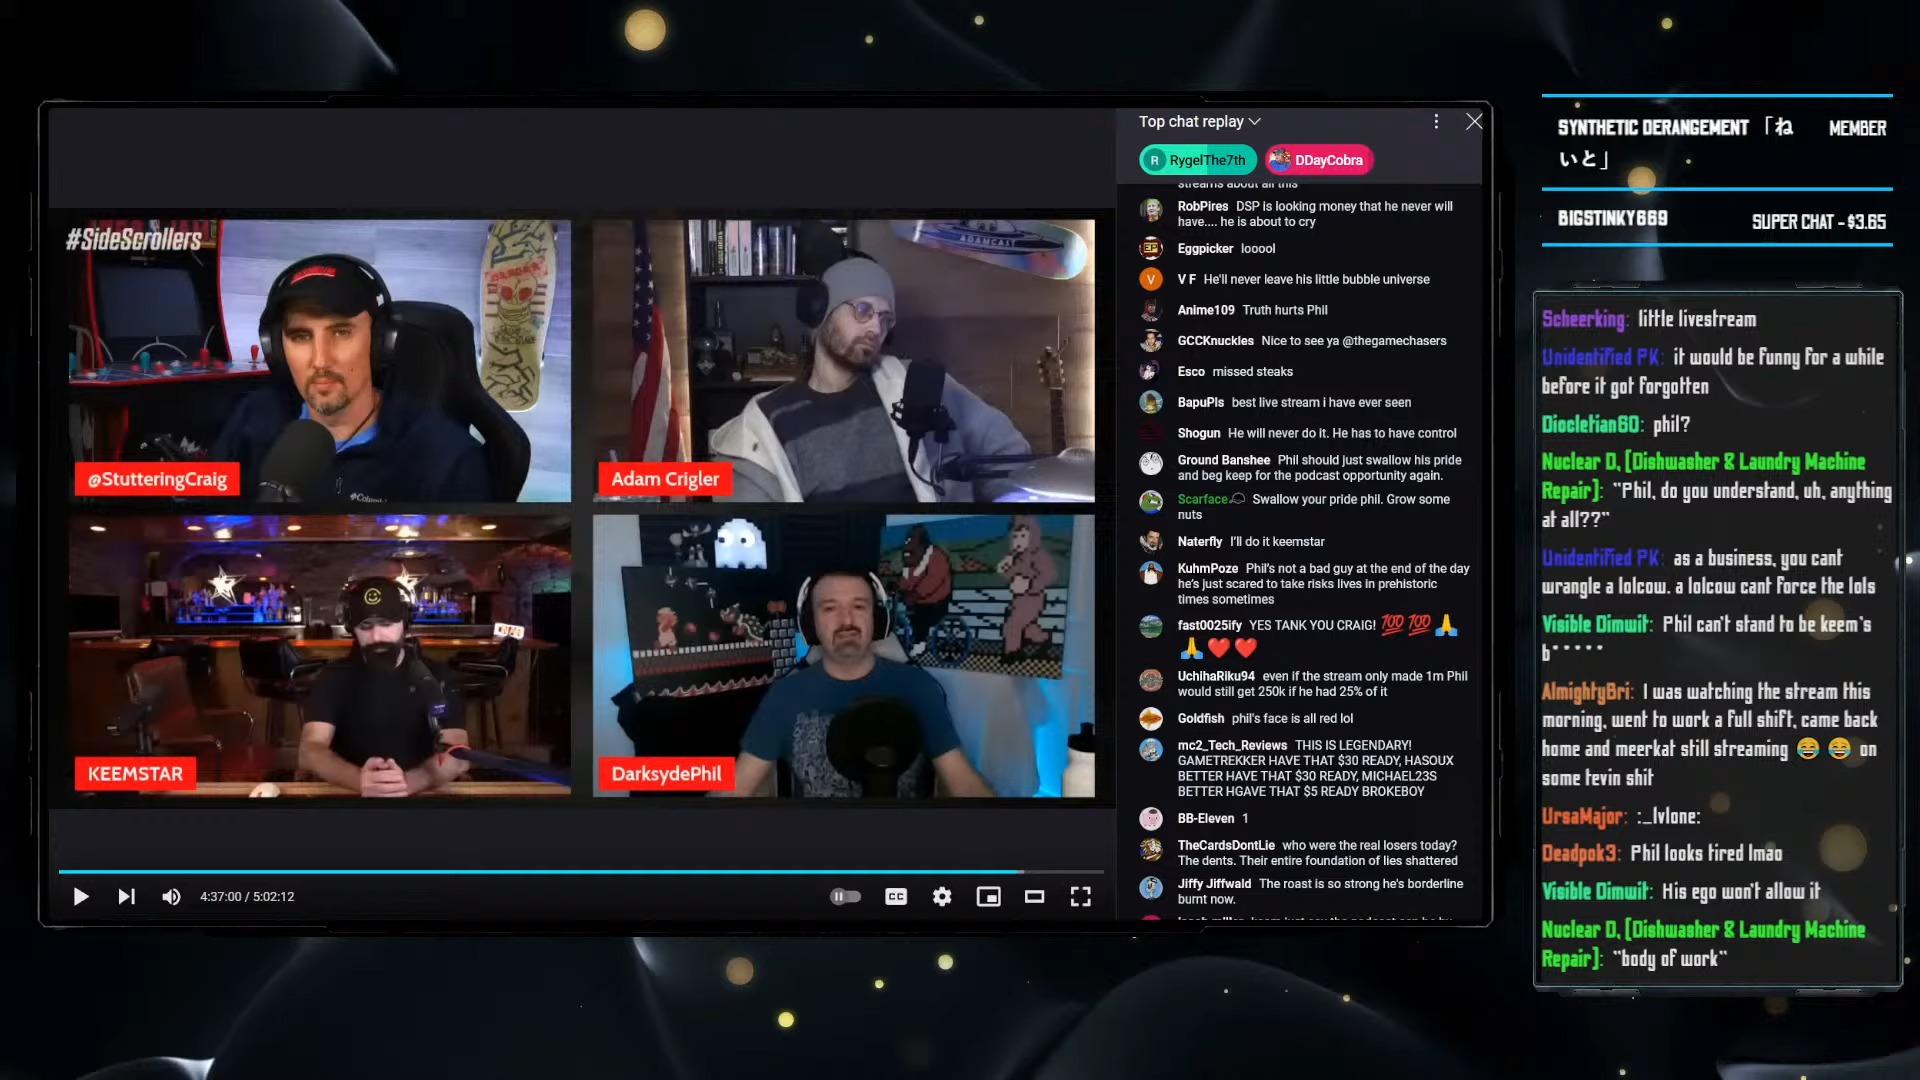 #SideScrollers
@StutteringCraig
ADAMCAST
Adam Crigler
KEEMSTAR
DarksydePhil
4:37:00 / 5:02:12
CC
Top chat replay
R RygelThe7th
DDayCobra
streams about all this
RobPires DSP is looking money that he never will
have.... he is about to cry
Eggpicker looool
V F He'll never leave his little bubble universe
Anime109 Truth hurts Phil
GCCKnuckles Nice to see ya @thegamechasers
Esco missed steaks
BapuPls best live stream i have ever seen
Shogun He will never do it. He has to have control
Ground Banshee Phil should just swallow his pride
and beg keep for the podcast opportunity again.
Scarface Swallow your pride phil. Grow some
nuts
Naterfly I'll do it keemstar
KuhmPoze Phil's not a bad guy at the end of the day
he's just scared to take risks lives in prehistoric
times sometimes
fast0025ify YES TANK YOU CRAIG! 💯 💯 🙏
🙏 ❤️ ❤️
UchihaRiku94 even if the stream only made 1m Phil
would still get 250k if he had 25% of it
Goldfish phil's face is all red lol
mc2_Tech_Reviews THIS IS LEGENDARY!
GAMETREKKER HAVE THAT $30 READY, HASOUX
BETTER HAVE THAT $30 READY, MICHAEL23S
BETTER HGAVE THAT $5 READY BROKEBOY
BB-Eleven 1
TheCardsDontLie who were the real losers today?
The dents. Their entire foundation of lies shattered
Jiffy Jiffwald The roast is so strong he's borderline
burnt now.
SYNTHETIC DERANGEMENT 「ね
いと」
MEMBER
BIGSTINKY669
SUPER CHAT - $3.65
Scheerking: little livestream
Unidentified PK: it would be funny for a while
before it got forgotten
Diocletian60: phil?
Nuclear D, [Dishwasher & Laundry Machine
Repair]: "Phil, do you understand, uh, anything
at all??"
Unidentified PK: as a business, you cant
wrangle a lolcow. a lolcow cant force the lols
Visible Dimwit: Phil can't stand to be keem's
b*****
AlmightyBri: I was watching the stream this
morning, went to work a full shift, came back
home and meerkat still streaming 😂 😂 on
some tevin shit
UrsaMajor: :_lvlone:
Deadpok3: Phil looks tired lmao
Visible Dimwit: His ego won't allow it
Nuclear D, [Dishwasher & Laundry Machine
Repair]: "body of work"